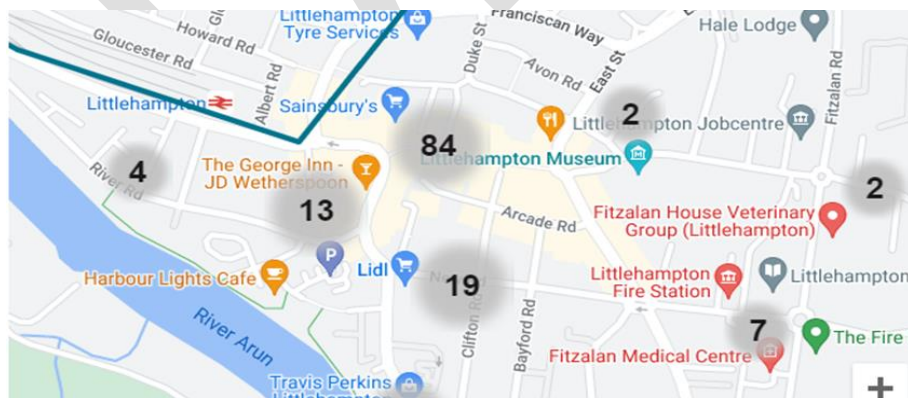 Littlehampton
Tyre Services
Franciscan Way
Hale Lodge
Howard Rd
Gloucester Rd
Albert Rd
Duke St
Avon Rd
East St
Fitzalan Rd
Littlehampton
Sainsbury's
2
Littlehampton Jobcentre
84
Littlehampton Museum
4
River Rd
The George Inn -
JD Wetherspoon
13
2
Arcade Rd
Fitzalan House Veterinary
Group (Littlehampton)
P
Lidl
Harbour Lights Cafe
19
Clifton Rd
Bayford Rd
Littlehampton
Fire Station
Littlehampton
River Arun
7
The Fire
Fitzalan Medical Centre
Travis Perkins
Littlehampton
+